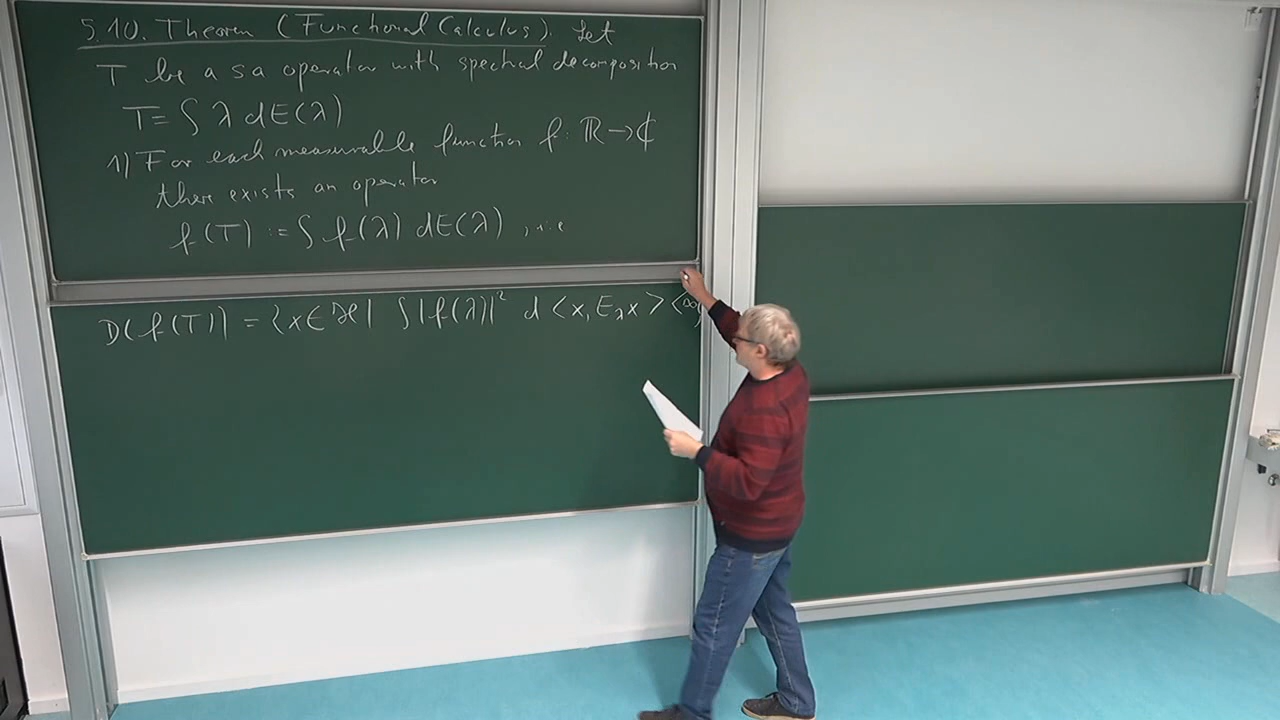 5.10. Theorem (Functional Calculus). Let
T be a sa operator with spectral decomposition
T = ∫ λ dE(λ)
1) For each measurable function f: ℝ → ℂ
there exists an operator
f(T) := ∫ f(λ) dE(λ), i.e
D(f(T)) = {x ∈ ℋ | ∫ |f(λ)|² d<x, E_λ x> < ∞}